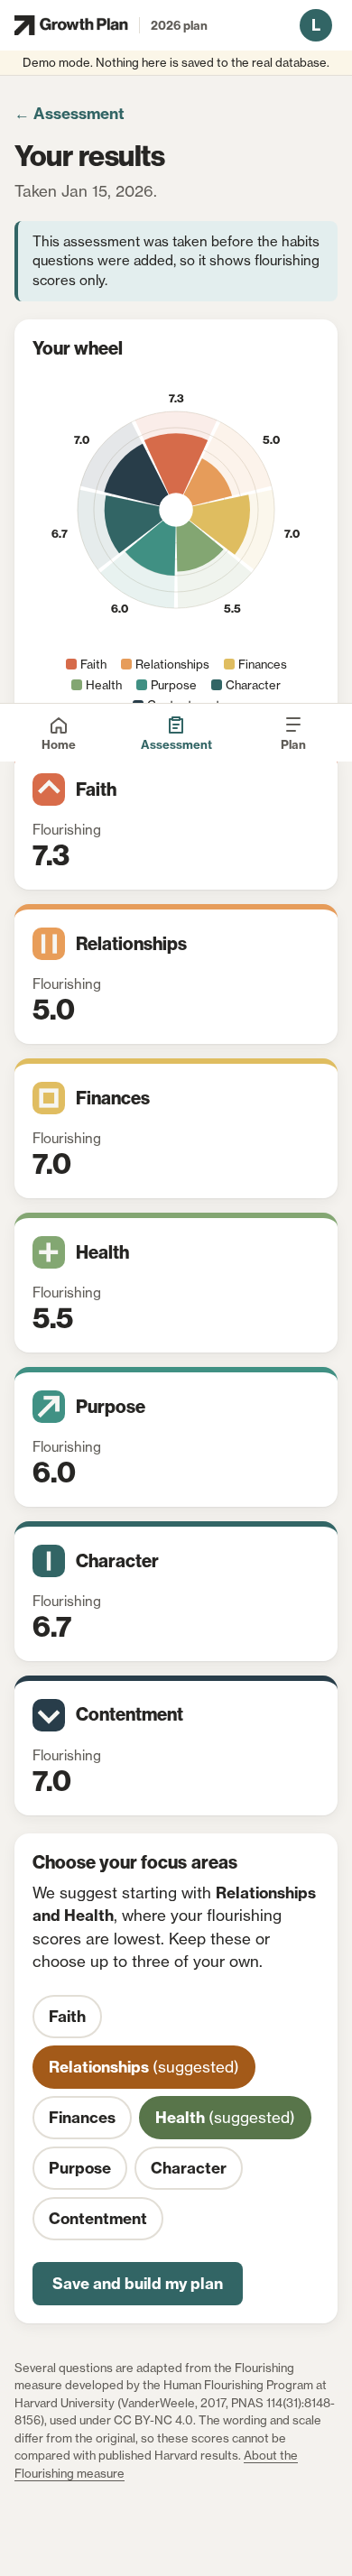 Growth Plan
2026 plan
L
Demo mode. Nothing here is saved to the real database.
← Assessment
Your results
Taken Jan 15, 2026.
This assessment was taken before the habits
questions were added, so it shows flourishing
scores only.
Your wheel
7.3
7.0
5.0
6.7
7.0
6.0
5.5
Faith
Relationships
Finances
Health
Purpose
Character
Home
Assessment
Plan
Faith
Flourishing
7.3
Relationships
Flourishing
5.0
Finances
Flourishing
7.0
Health
Flourishing
5.5
Purpose
Flourishing
6.0
Character
Flourishing
6.7
Contentment
Flourishing
7.0
Choose your focus areas
We suggest starting with Relationships
and Health, where your flourishing
scores are lowest. Keep these or
choose up to three of your own.
Faith
Relationships (suggested)
Finances
Health (suggested)
Purpose
Character
Contentment
Save and build my plan
Several questions are adapted from the Flourishing
measure developed by the Human Flourishing Program at
Harvard University (VanderWeele, 2017, PNAS 114(31):8148-
8156), used under CC BY-NC 4.0. The wording and scale
differ from the original, so these scores cannot be
compared with published Harvard results. About the
Flourishing measure